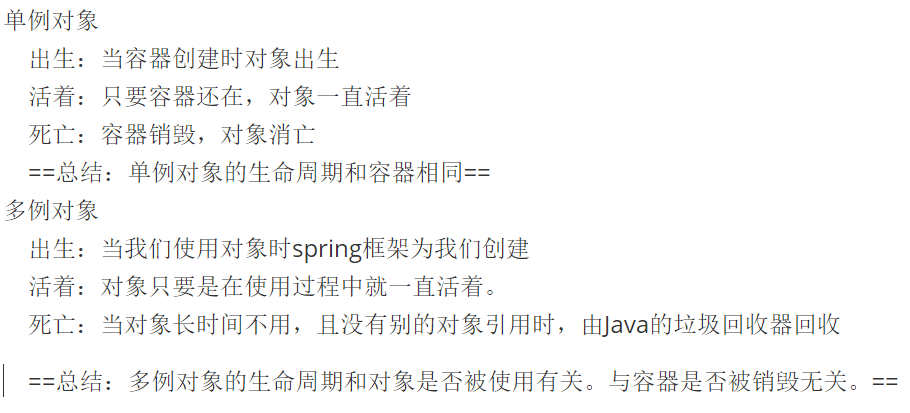 单例对象
出生：当容器创建时对象出生
活着：只要容器还在，对象一直活着
死亡：容器销毁，对象消亡
==总结：单例对象的生命周期和容器相同==
多例对象
出生：当我们使用对象时spring框架为我们创建
活着：对象只要是在使用过程中就一直活着。
死亡：当对象长时间不用，且没有别的对象引用时，由Java的垃圾回收器回收
==总结：多例对象的生命周期和对象是否被使用有关。与容器是否被销毁无关。==